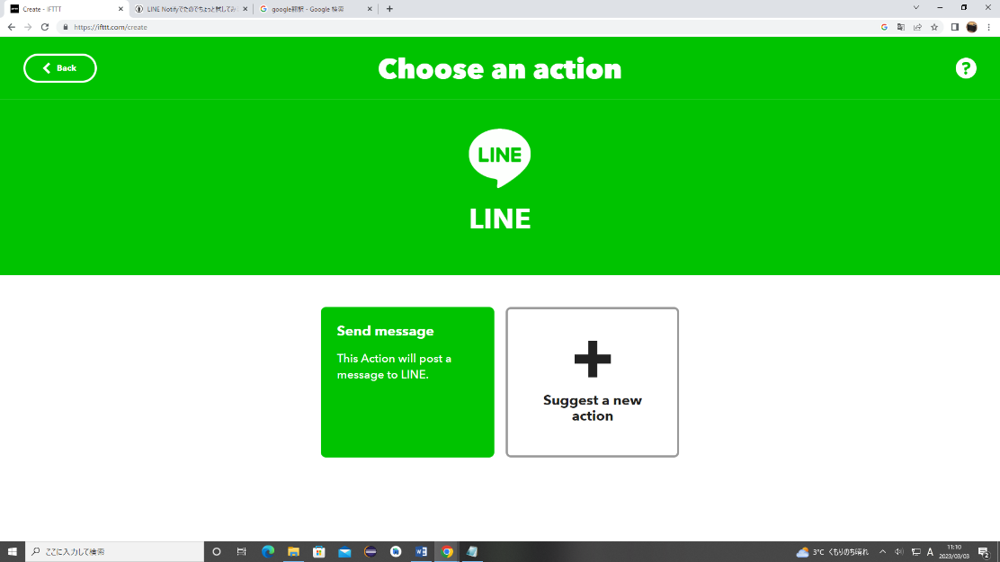 Create - IFTTT
LINE Notifyでたのでちょっと試してみ
google翻訳 - Google 検索
https://ifttt.com/create
Back
Choose an action
?
LINE
LINE
Send message
This Action will post a
message to LINE.
Suggest a new
action
ここに入力して検索
3°C くもりのち晴れ
A
11:10
2023/03/03
2